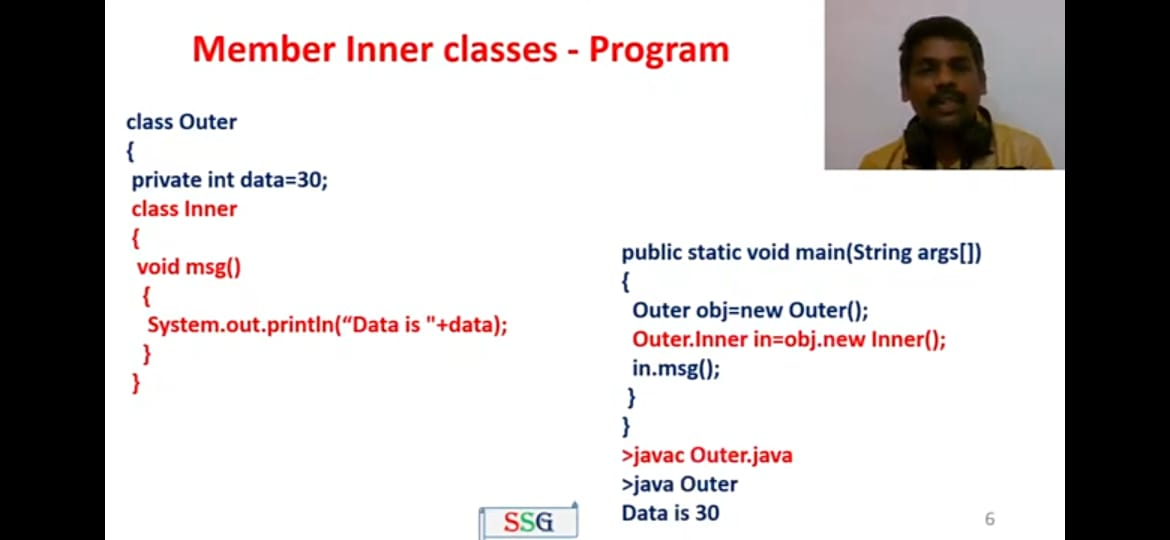 Member Inner classes - Program
class Outer
{
private int data=30;
class Inner
{
void msg()
{
System.out.println(“Data is "+data);
}
}
public static void main(String args[])
{
Outer obj=new Outer();
Outer.Inner in=obj.new Inner();
in.msg();
}
}
>javac Outer.java
>java Outer
Data is 30
SSG
6